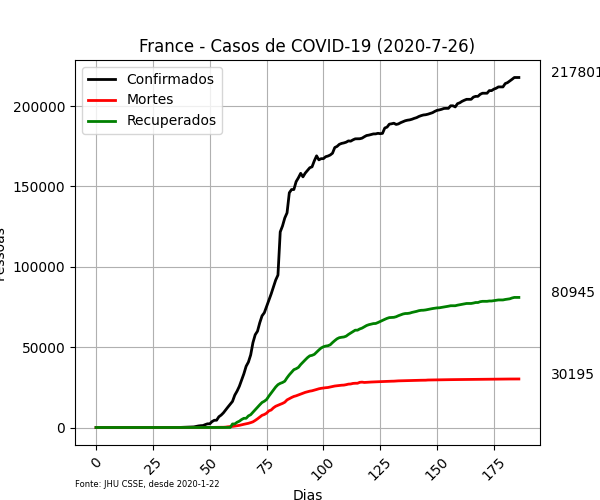 France - Casos de COVID-19 (2020-7-26)
Confirmados
Mortes
Recuperados
217801
80945
30195
200000
150000
100000
50000
0
0
25
50
75
100
125
150
175
Dias
Fonte: JHU CSSE, desde 2020-1-22